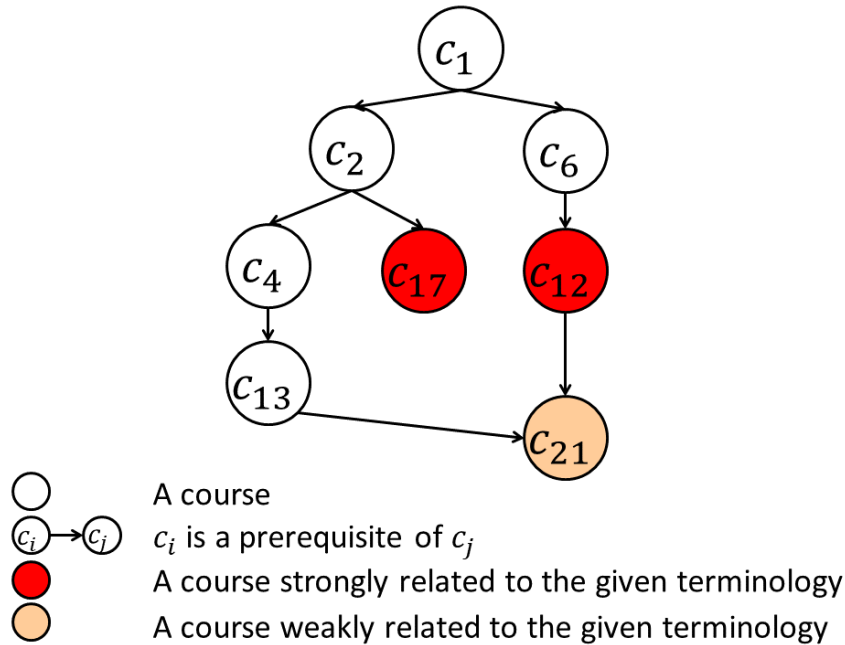 c₁
c₂ c₆
c₄ c₁₇ c₁₂
c₁₃
c₂₁
A course
cᵢ cⱼ cᵢ is a prerequisite of cⱼ
A course strongly related to the given terminology
A course weakly related to the given terminology